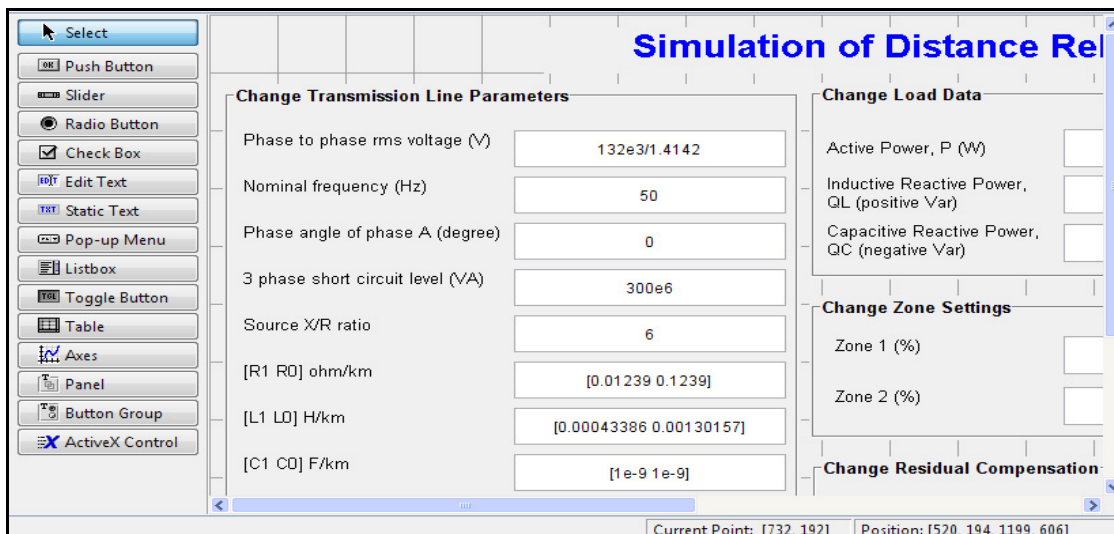 Select
Push Button
Slider
Radio Button
Check Box
Edit Text
Static Text
Pop-up Menu
Listbox
Toggle Button
Table
Axes
Panel
Button Group
ActiveX Control
Simulation of Distance Rel
Change Transmission Line Parameters
Phase to phase rms voltage (V) 132e3/1.4142
Nominal frequency (Hz) 50
Phase angle of phase A (degree) 0
3 phase short circuit level (VA) 300e6
Source X/R ratio 6
[R1 R0] ohm/km [0.01239 0.1239]
[L1 L0] H/km [0.00043386 0.00130157]
[C1 C0] F/km [1e-9 1e-9]
Change Load Data
Active Power, P (W)
Inductive Reactive Power,
QL (positive Var)
Capacitive Reactive Power,
QC (negative Var)
Change Zone Settings
Zone 1 (%)
Zone 2 (%)
Change Residual Compensation
Current Point: [732, 192] Position: [520, 194, 1199, 606]